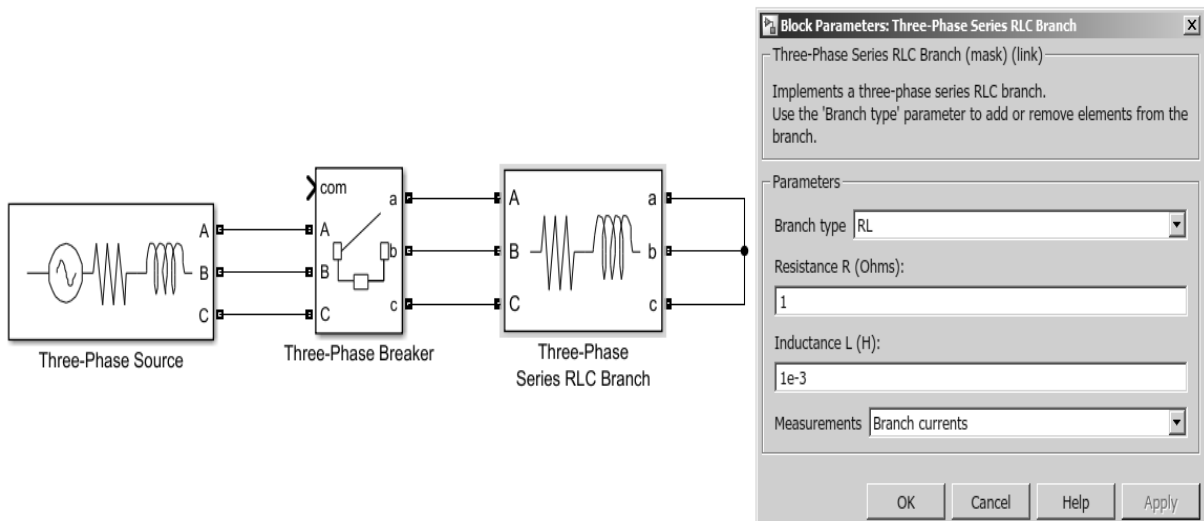 com
A
B
C
Three-Phase Source
A
B
C
a
b
c
Three-Phase Breaker
A
B
C
a
b
c
Three-Phase
Series RLC Branch
Block Parameters: Three-Phase Series RLC Branch
Three-Phase Series RLC Branch (mask) (link)
Implements a three-phase series RLC branch.
Use the 'Branch type' parameter to add or remove elements from the
branch.
Parameters
Branch type RL
Resistance R (Ohms):
1
Inductance L (H):
1e-3
Measurements Branch currents
OK Cancel Help Apply